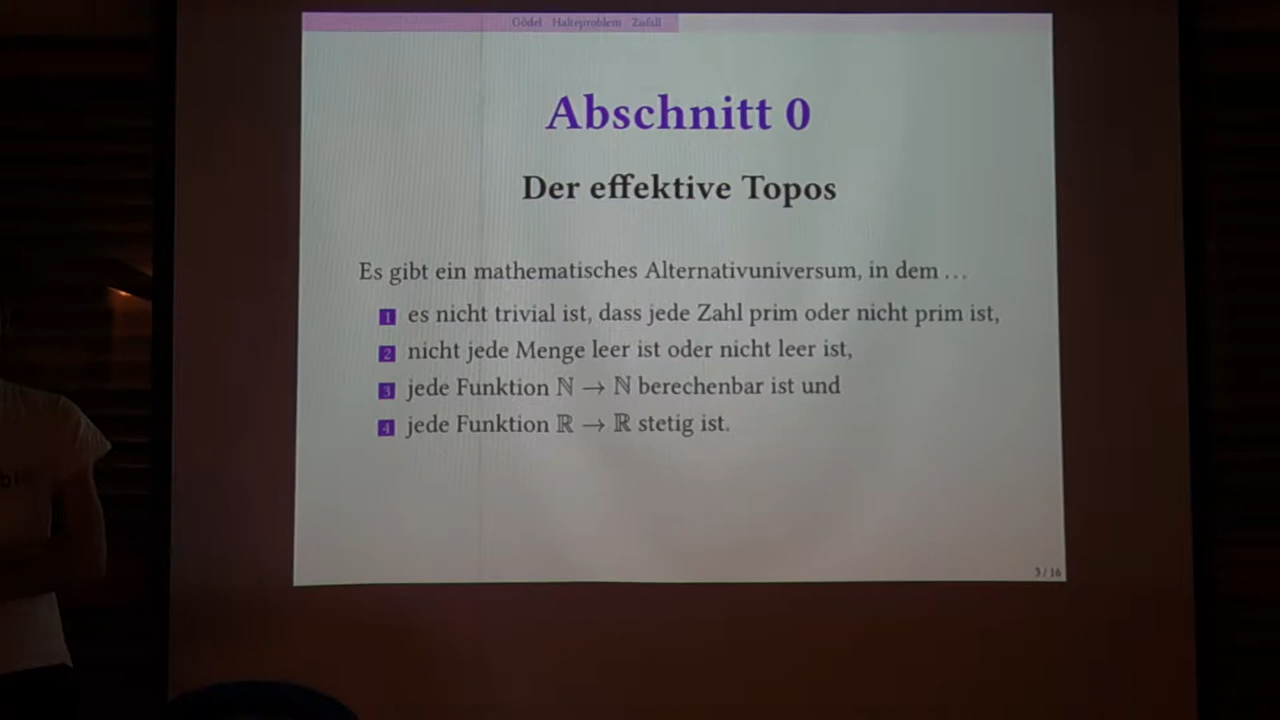 Gödel Halteproblem Zufall
Abschnitt 0
Der effektive Topos
Es gibt ein mathematisches Alternativuniversum, in dem …
1 es nicht trivial ist, dass jede Zahl prim oder nicht prim ist,
2 nicht jede Menge leer ist oder nicht leer ist,
3 jede Funktion ℕ → ℕ berechenbar ist und
4 jede Funktion ℝ → ℝ stetig ist.
3 / 16